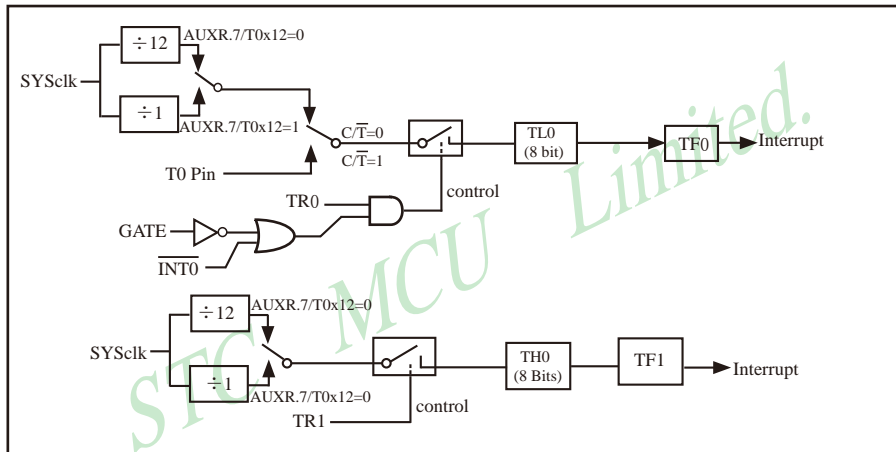 ÷12
AUXR.7/T0x12=0
SYSclk
÷1
AUXR.7/T0x12=1
C/T̅=0
C/T̅=1
T0 Pin
TL0
(8 bit)
TF0
Interrupt
control
TR0
GATE
I̅N̅T̅0̅
÷12
AUXR.7/T0x12=0
SYSclk
÷1
AUXR.7/T0x12=0
TH0
(8 Bits)
TF1
Interrupt
control
TR1
STC MCU Limited.